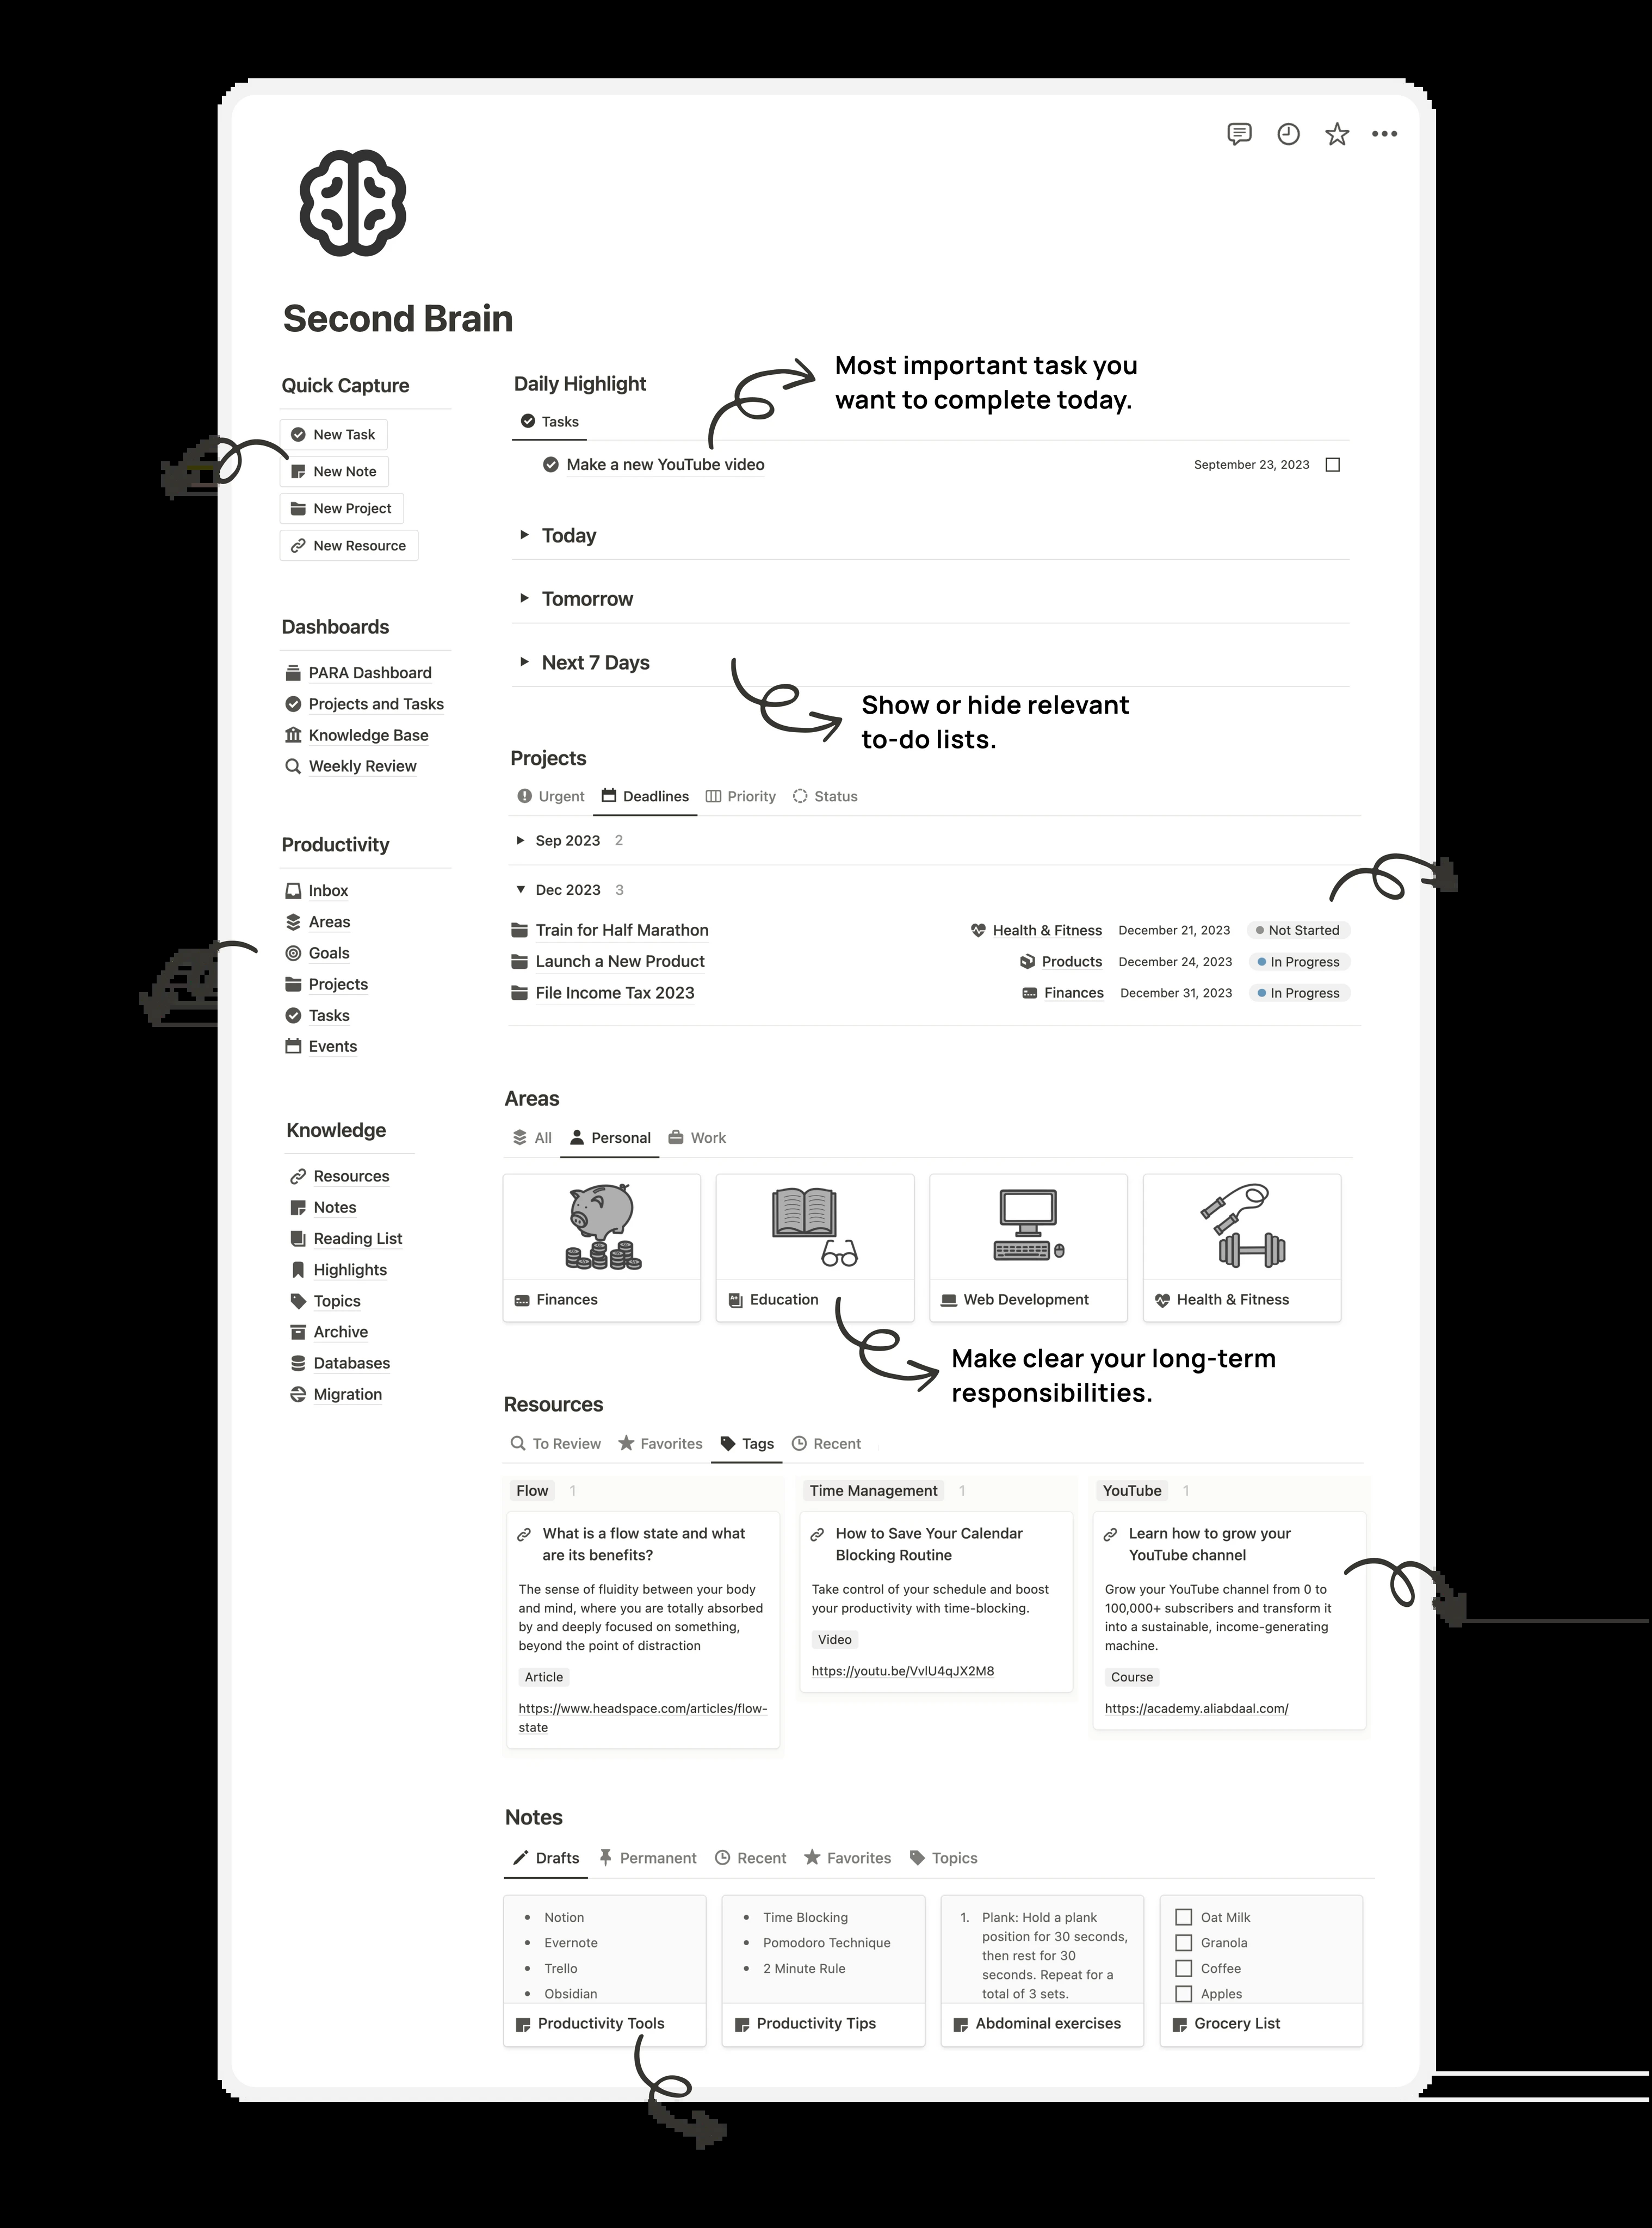 Second Brain
Quick Capture
New Task
New Note
New Project
New Resource
Dashboards
PARA Dashboard
Projects and Tasks
Knowledge Base
Weekly Review
Productivity
Inbox
Areas
Goals
Projects
Tasks
Events
Knowledge
Resources
Notes
Reading List
Highlights
Topics
Archive
Databases
Migration
Daily Highlight
Most important task you
want to complete today.
Tasks
Make a new YouTube video September 23, 2023
Today
Tomorrow
Next 7 Days
Show or hide relevant
to-do lists.
Projects
Urgent Deadlines Priority Status
Sep 2023 2
Dec 2023 3
Train for Half Marathon Health & Fitness December 21, 2023 Not Started
Launch a New Product Products December 24, 2023 In Progress
File Income Tax 2023 Finances December 31, 2023 In Progress
Areas
All Personal Work
Finances Education Web Development Health & Fitness
Make clear your long-term
responsibilities.
Resources
To Review Favorites Tags Recent
Flow 1
What is a flow state and what
are its benefits?
The sense of fluidity between your body
and mind, where you are totally absorbed
by and deeply focused on something,
beyond the point of distraction
Article
https://www.headspace.com/articles/flow-
state
Time Management 1
How to Save Your Calendar
Blocking Routine
Take control of your schedule and boost
your productivity with time-blocking.
Video
https://youtu.be/VvlU4qJX2M8
YouTube 1
Learn how to grow your
YouTube channel
Grow your YouTube channel from 0 to
100,000+ subscribers and transform it
into a sustainable, income-generating
machine.
Course
https://academy.aliabdaal.com/
Notes
Drafts Permanent Recent Favorites Topics
• Notion
• Evernote
• Trello
• Obsidian
Productivity Tools
• Time Blocking
• Pomodoro Technique
• 2 Minute Rule
Productivity Tips
1. Plank: Hold a plank
position for 30 seconds,
then rest for 30
seconds. Repeat for a
total of 3 sets.
Abdominal exercises
Oat Milk
Granola
Coffee
Apples
Grocery List